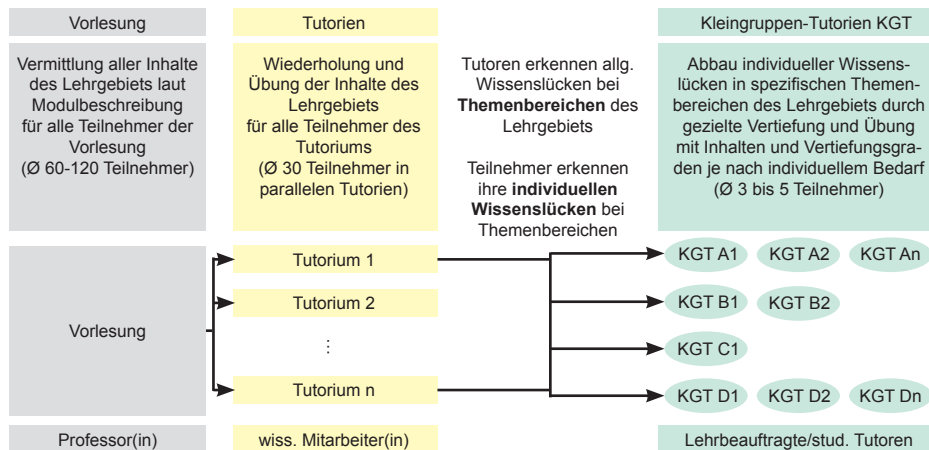 Vorlesung
Tutorien
Kleingruppen-Tutorien KGT
Vermittlung aller Inhalte
des Lehrgebiets laut
Modulbeschreibung
für alle Teilnehmer der
Vorlesung
(Ø 60-120 Teilnehmer)
Wiederholung und
Übung der Inhalte des
Lehrgebiets
für alle Teilnehmer des
Tutoriums
(Ø 30 Teilnehmer in
parallelen Tutorien)
Tutoren erkennen allg.
Wissenslücken bei
Themenbereichen des
Lehrgebiets
Teilnehmer erkennen
ihre individuellen
Wissenslücken bei
Themenbereichen
Abbau individueller Wissens-
lücken in spezifischen Themen-
bereichen des Lehrgebiets durch
gezielte Vertiefung und Übung
mit Inhalten und Vertiefungsgra-
den je nach individuellem Bedarf
(Ø 3 bis 5 Teilnehmer)
Vorlesung
Tutorium 1
Tutorium 2
⋮
Tutorium n
KGT A1
KGT A2
KGT An
KGT B1
KGT B2
KGT C1
KGT D1
KGT D2
KGT Dn
Professor(in)
wiss. Mitarbeiter(in)
Lehrbeauftragte/stud. Tutoren